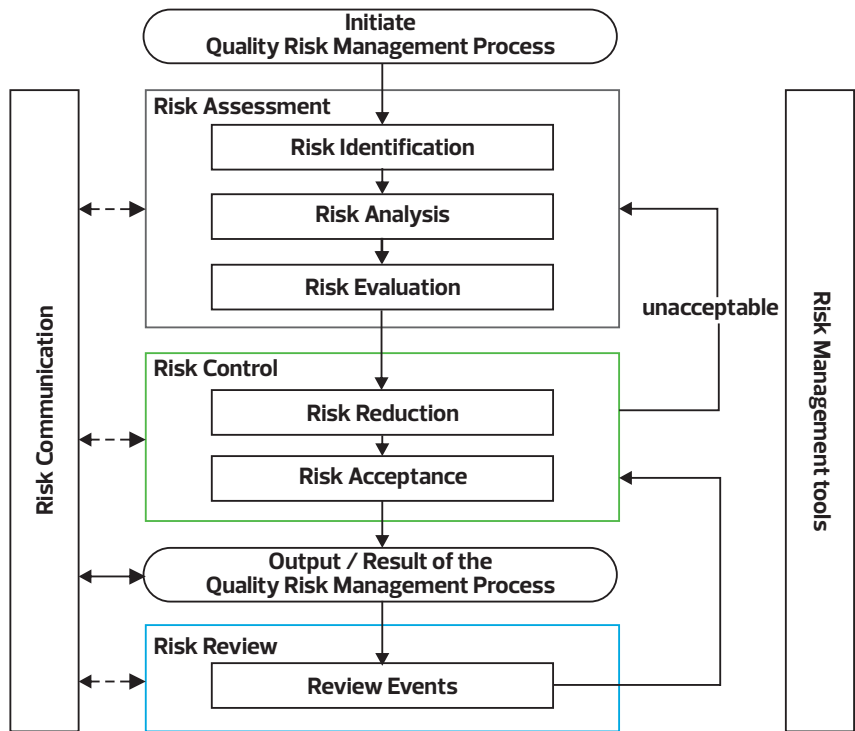 Initiate
Quality Risk Management Process
Risk Assessment
Risk Identification
Risk Analysis
Risk Evaluation
unacceptable
Risk Communication
Risk Management tools
Risk Control
Risk Reduction
Risk Acceptance
Output / Result of the
Quality Risk Management Process
Risk Review
Review Events